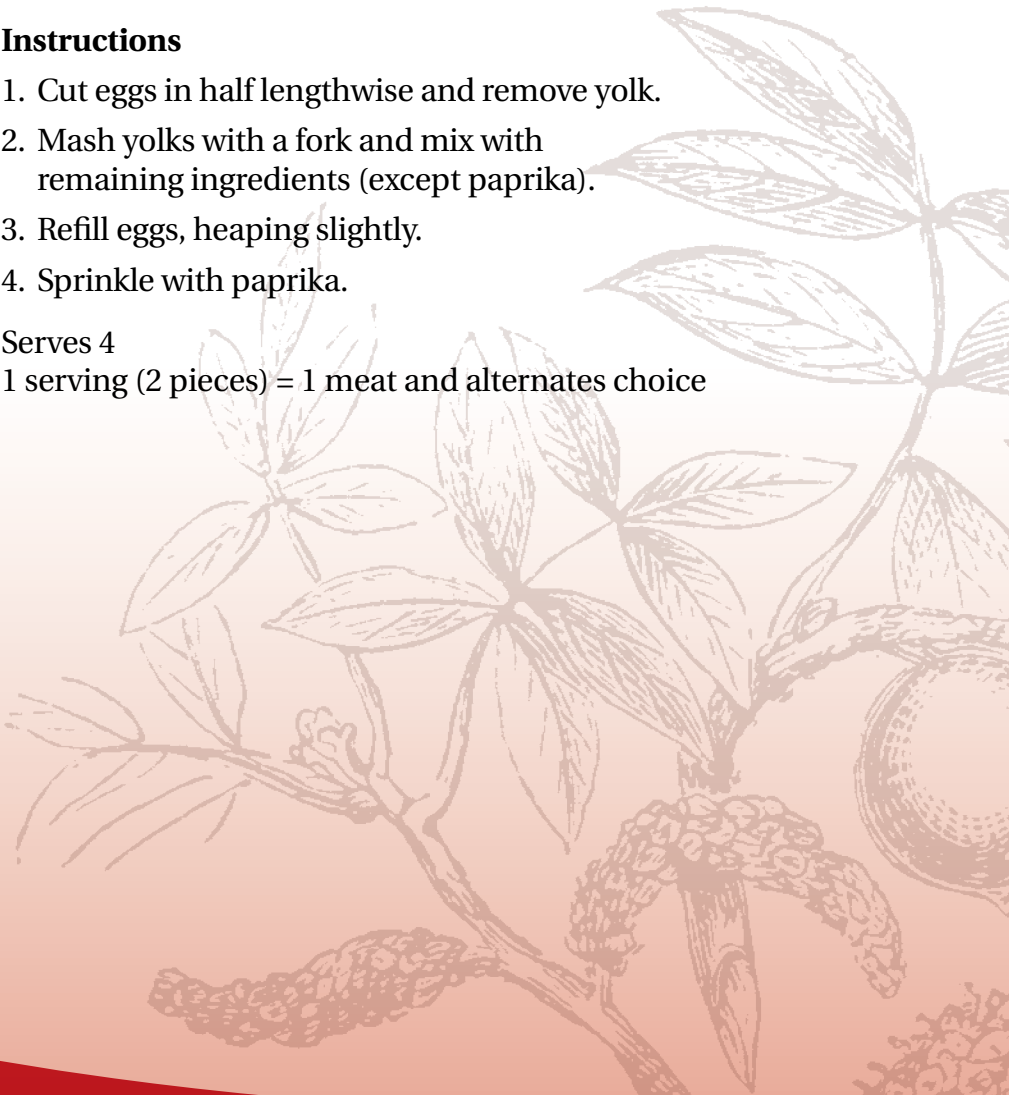 Instructions
1. Cut eggs in half lengthwise and remove yolk.
2. Mash yolks with a fork and mix with
remaining ingredients (except paprika).
3. Refill eggs, heaping slightly.
4. Sprinkle with paprika.
Serves 4
1 serving (2 pieces) = 1 meat and alternates choice